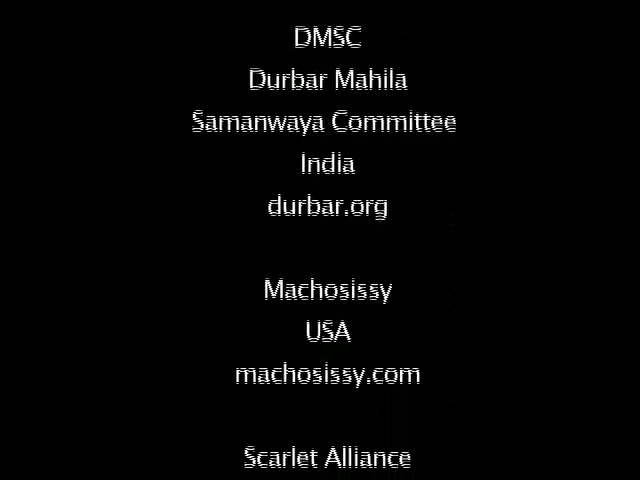 DMSC
Durbar Mahila
Samanwaya Committee
India
durbar.org
Machosissy
USA
machosissy.com
Scarlet Alliance